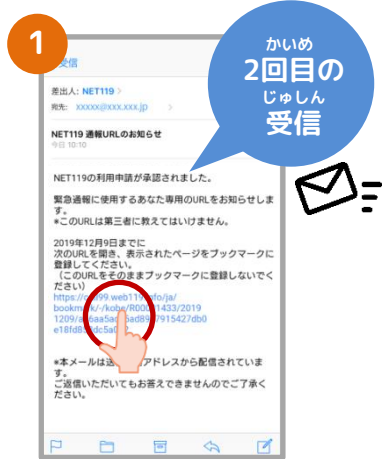 1
かいめ
2回目の
じゅしん
受信
受信
差出人: NET119
宛先: xxxxx@xxx.xxx.jp
NET119 通報URLのお知らせ
今日 10:10
NET119の利用申請が承認されました。
緊急通報に使用するあなた専用のURLをお知らせしま
す。
*このURLは第三者に教えてはいけません。
2019年12月9日までに
次のURLを開き、表示されたページをブックマークに
登録してください。
（このURLをそのままブックマークに登録しないでく
ださい）
bookmark/-/kobe/
*本メールは
アドレスから配信されていま
す。
ご返信いただいてもお答えできませんのでご了承く
ださい。